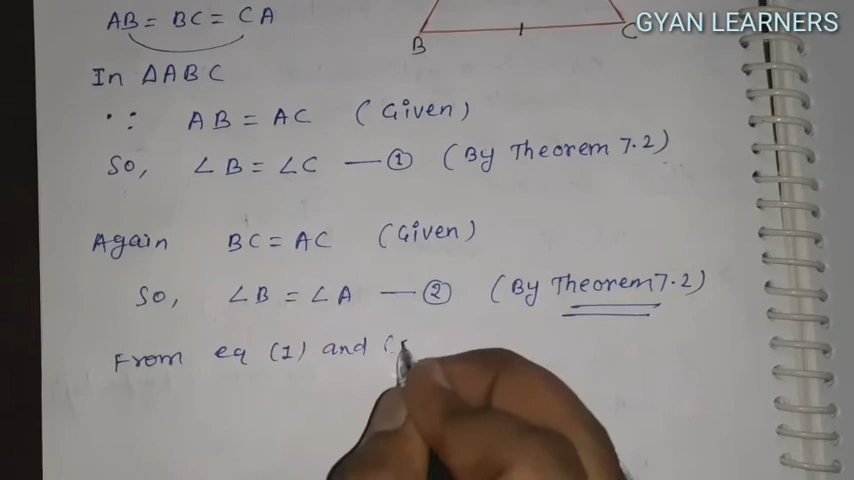 GYAN LEARNERS
AB = BC = CA
B
C
In ΔABC
∵ AB = AC (Given)
So, ∠B = ∠C — ① (By Theorem 7.2)
Again BC = AC (Given)
So, ∠B = ∠A — ② (By Theorem 7.2)
From eq (1) and (